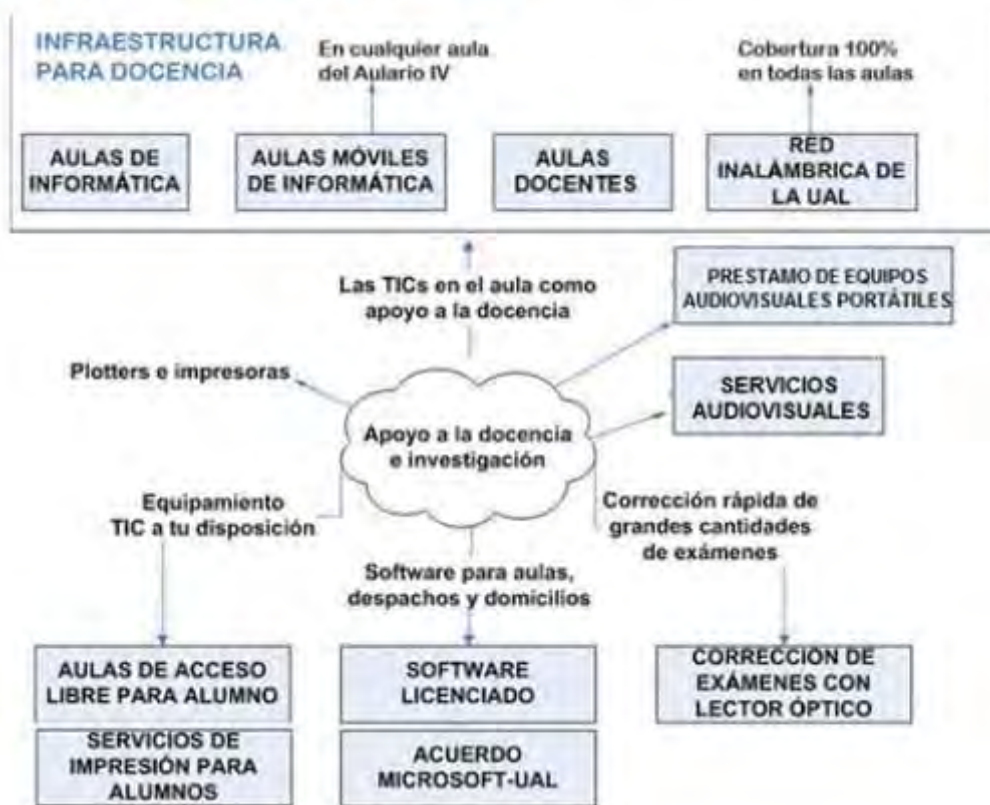 INFRAESTRUCTURA
PARA DOCENCIA
En cualquier aula
del Aulario IV
Cobertura 100%
en todas las aulas
AULAS DE
INFORMÁTICA
AULAS MÓVILES
DE INFORMÁTICA
AULAS
DOCENTES
RED
INALÁMBRICA DE
LA UAL
Las TICs en el aula como
apoyo a la docencia
PRESTAMO DE EQUIPOS
AUDIOVISUALES PORTÁTILES
Plotters e impresoras
SERVICIOS
AUDIOVISUALES
Apoyo a la docencia
e investigación
Equipamiento
TIC a tu disposición
Corrección rápida de
grandes cantidades
de exámenes
Software para aulas,
despachos y domicilios
AULAS DE ACCESO
LIBRE PARA ALUMNO
SOFTWARE
LICENCIADO
CORRECCIÓN DE
EXÁMENES CON
LECTOR ÓPTICO
SERVICIOS DE
IMPRESIÓN PARA
ALUMNOS
ACUERDO
MICROSOFT-UAL